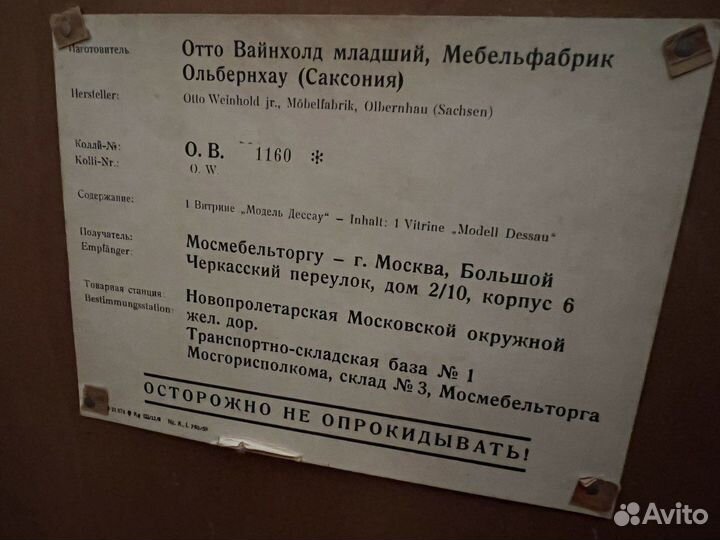 Изготовитель: Отто Вайнхолд младший, Мебельфабрик
Ольбернхау (Саксония)
Hersteller: Otto Weinhold jr., Möbelfabrik, Olbernhau (Sachsen)
Колли-№: О. В. 1160 *
Kolli-Nr.: O. W.
Содержание: 1 Витрине „Модель Дессау“ – Inhalt: 1 Vitrine „Modell Dessau“
Получатель: Мосмебельторгу – г. Москва, Большой
Empfänger: Черкасский переулок, дом 2/10, корпус 6
Товарная станция: Новопролетарская Московской окружной
Bestimmungsstation: жел. дор.
Транспортно-складская база № 1
Мосгорисполкома, склад № 3, Мосмебельторга
ОСТОРОЖНО НЕ ОПРОКИДЫВАТЬ!
Avito